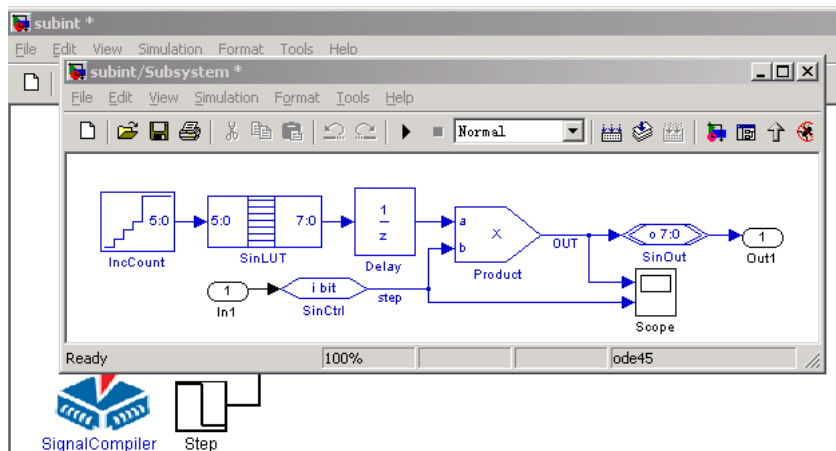 subint *
File Edit View Simulation Format Tools Help
subint/Subsystem *
File Edit View Simulation Format Tools Help
Normal
5:0
IncCount
5:0 7:0
SinLUT
1
z
Delay
a
b
×
Product
OUT
o 7:0
SinOut
1
Out1
1
In1
i bit
SinCtrl
step
Scope
Ready
100%
ode45
SignalCompiler
Step